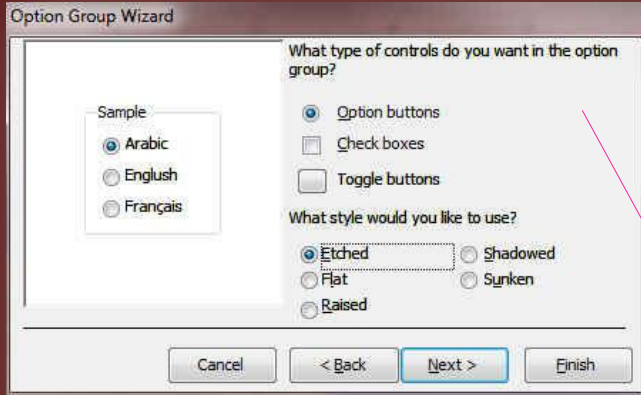 Option Group Wizard
What type of controls do you want in the option
group?
Sample
Arabic
Englush
Français
Option buttons
Check boxes
Toggle buttons
What style would you like to use?
Etched
Shadowed
Flat
Sunken
Raised
Cancel
< Back
Next >
Finish